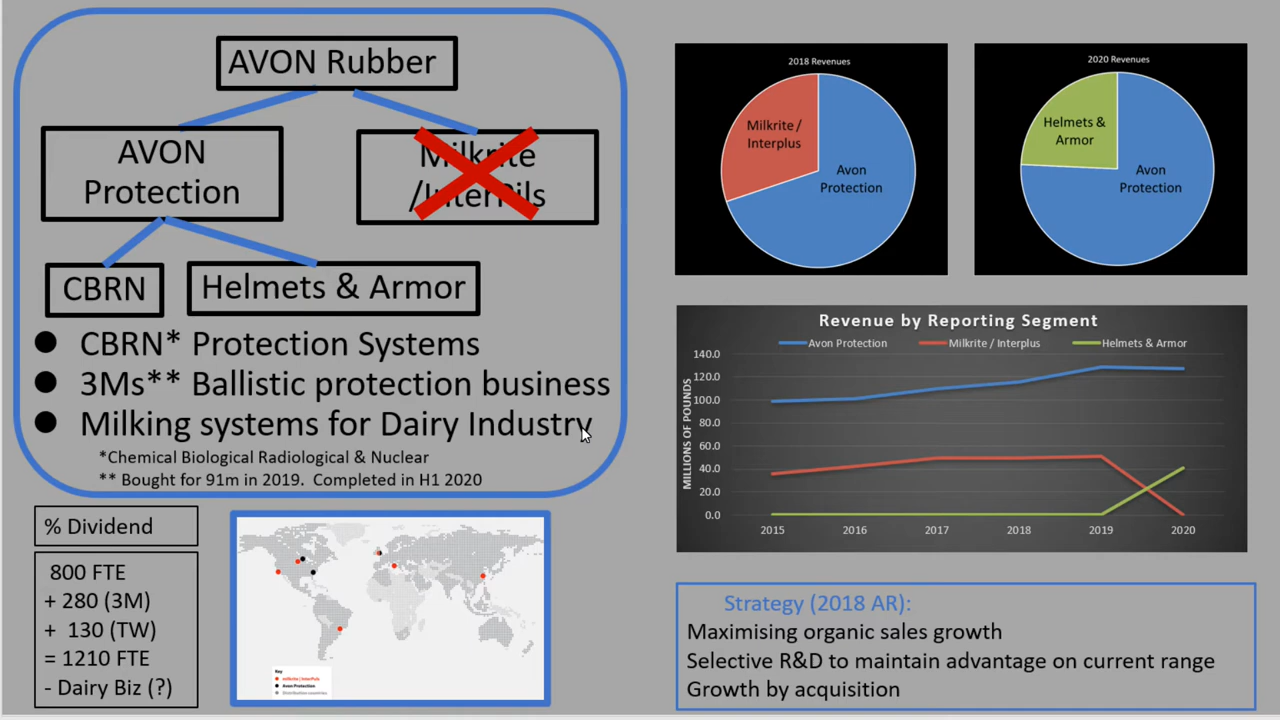 AVON Rubber
AVON
Protection
Milkrite
/InterPils
CBRN
Helmets & Armor
CBRN* Protection Systems
3Ms** Ballistic protection business
Milking systems for Dairy Industry
*Chemical Biological Radiological & Nuclear
** Bought for 91m in 2019. Completed in H1 2020
% Dividend
800 FTE
+ 280 (3M)
+ 130 (TW)
= 1210 FTE
- Dairy Biz (?)
Key
milkrite | InterPuls
Avon Protection
Distribution countries
2018 Revenues
Milkrite /
Interplus
Avon
Protection
2020 Revenues
Helmets &
Armor
Avon
Protection
Revenue by Reporting Segment
Avon Protection
Milkrite / Interplus
Helmets & Armor
MILLIONS OF POUNDS
140.0
120.0
100.0
80.0
60.0
40.0
20.0
0.0
2015 2016 2017 2018 2019 2020
Strategy (2018 AR):
Maximising organic sales growth
Selective R&D to maintain advantage on current range
Growth by acquisition